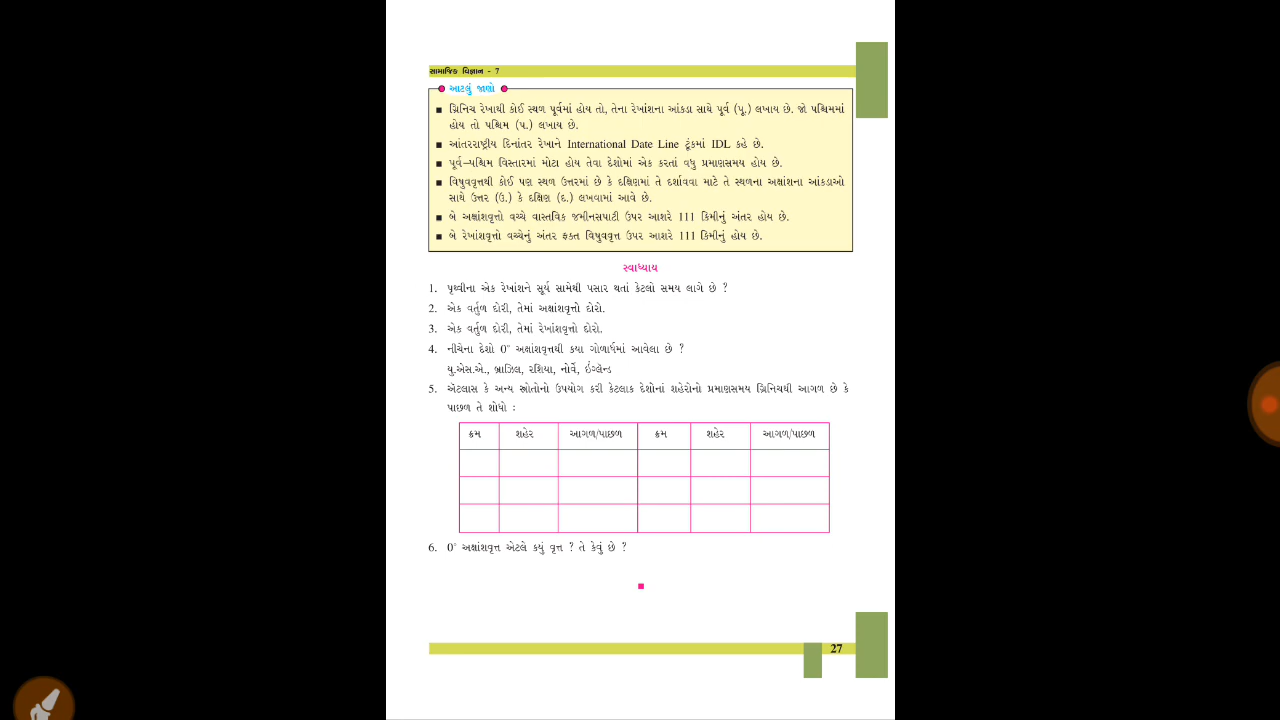 સામાજિક વિજ્ઞાન - 7
આટલું જાણો
■ ગ્રિનિચ રેખાથી કોઈ સ્થળ પૂર્વમાં હોય તો, તેના રેખાંશના આંકડા સાથે પૂર્વ (પૂ.) લખાય છે. જો પશ્ચિમમાં
હોય તો પશ્ચિમ (પ.) લખાય છે.
■ આંતરરાષ્ટ્રીય દિનાંતર રેખાને International Date Line ટૂંકમાં IDL કહે છે.
■ પૂર્વ–પશ્ચિમ વિસ્તારમાં મોટા હોય તેવા દેશોમાં એક કરતાં વધુ પ્રમાણસમય હોય છે.
■ વિષુવવૃત્તથી કોઈ પણ સ્થળ ઉત્તરમાં છે કે દક્ષિણમાં તે દર્શાવવા માટે તે સ્થળના અક્ષાંશના આંકડાઓ
સાથે ઉત્તર (ઉ.) કે દક્ષિણ (દ.) લખવામાં આવે છે.
■ બે અક્ષાંશવૃત્તો વચ્ચે વાસ્તવિક જમીનસપાટી ઉપર આશરે 111 કિમીનું અંતર હોય છે.
■ બે રેખાંશવૃત્તો વચ્ચેનું અંતર ફક્ત વિષુવવૃત્ત ઉપર આશરે 111 કિમીનું હોય છે.
સ્વાધ્યાય
1. પૃથ્વીના એક રેખાંશને સૂર્ય સામેથી પસાર થતાં કેટલો સમય લાગે છે ?
2. એક વર્તુળ દોરી, તેમાં અક્ષાંશવૃત્તો દોરો.
3. એક વર્તુળ દોરી, તેમાં રેખાંશવૃત્તો દોરો.
4. નીચેના દેશો 0° અક્ષાંશવૃત્તથી કયા ગોળાર્ધમાં આવેલા છે ?
યુ.એસ.એ., બ્રાઝિલ, રશિયા, નોર્વે, ઇંગ્લૅન્ડ
5. એટલાસ કે અન્ય સ્રોતોનો ઉપયોગ કરી કેટલાક દેશોનાં શહેરોનો પ્રમાણસમય ગ્રિનિચથી આગળ છે કે
પાછળ તે શોધો :
ક્રમ શહેર આગળ/પાછળ ક્રમ શહેર આગળ/પાછળ
6. 0° અક્ષાંશવૃત્ત એટલે કયું વૃત્ત ? તે કેવું છે ?
27